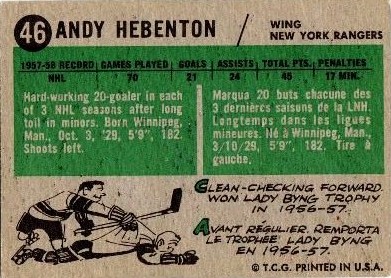 46 ANDY HEBENTON / WING
NEW YORK RANGERS
1957-58 RECORD GAMES PLAYED GOALS ASSISTS TOTAL PTS. PENALTIES
NHL 70 21 24 45 17 MIN.
Hard-working 20-goaler in each
of 3 NHL seasons after long
toil in minors. Born Winnipeg,
Man., Oct. 3, '29, 5'9", 182.
Shoots left.
Marqua 20 buts chacune des
3 dernièrs saisons de la LNH.
Longtemps dans les ligues
mineures. Né à Winnipeg, Man.,
3/10/29, 5'9", 182. Tire à
gauche.
CLEAN-CHECKING FORWARD
WON LADY BYNG TROPHY
IN 1956-57.
AVANT RÉGULIER. REMPORTA
LE TROPHÉE LADY BYNG
EN 1956-57.
© T.C.G. PRINTED IN U.S.A.